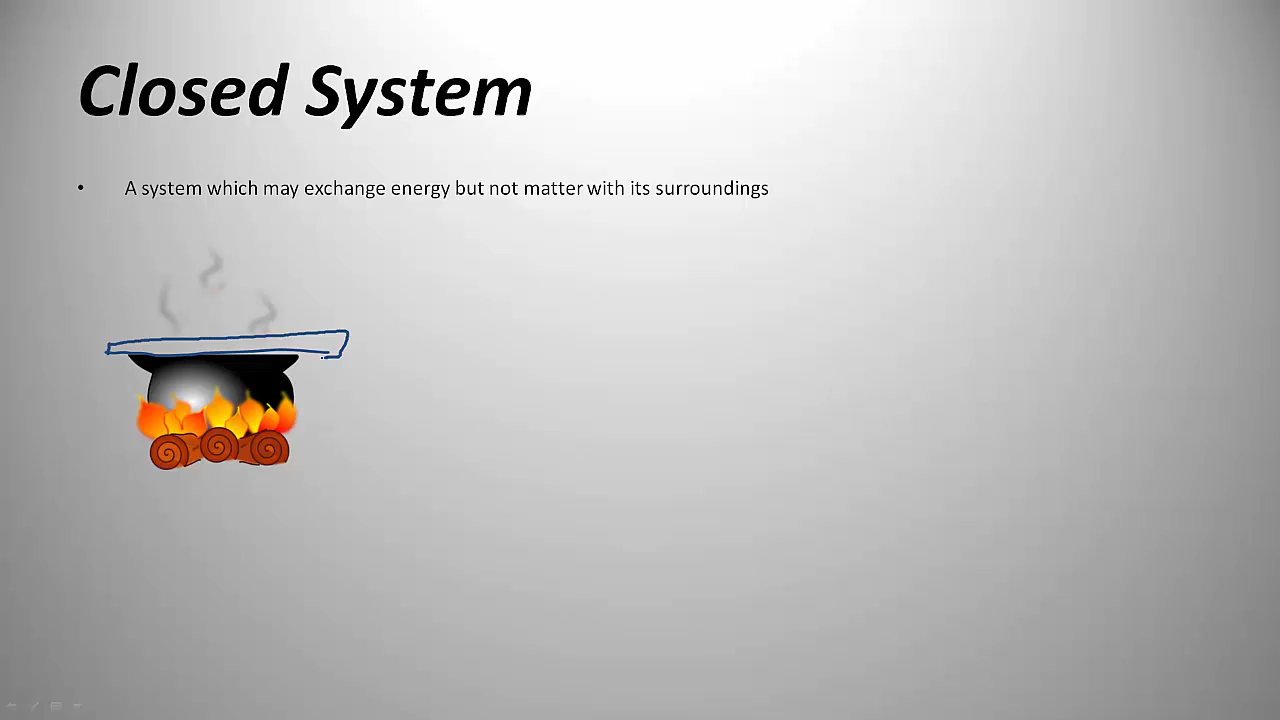 Closed System
• A system which may exchange energy but not matter with its surroundings